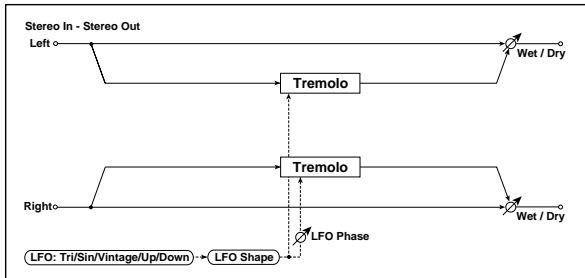 Stereo In - Stereo Out
Left
Wet / Dry
Tremolo
Tremolo
Right
Wet / Dry
LFO Phase
LFO: Tri/Sin/Vintage/Up/Down
LFO Shape